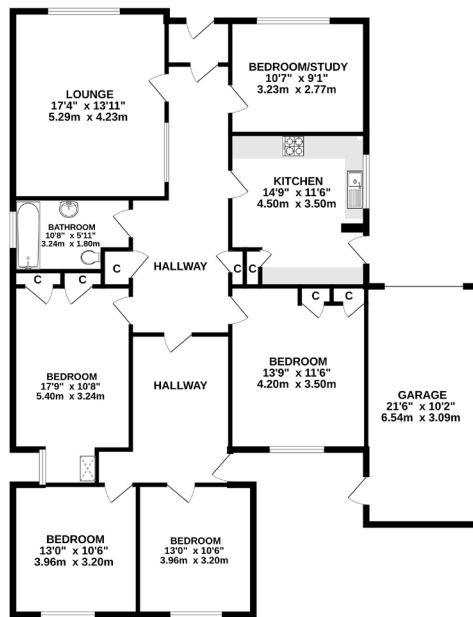 LOUNGE
17'4" x 13'11"
5.29m x 4.23m
BEDROOM/STUDY
10'7" x 9'1"
3.23m x 2.77m
KITCHEN
14'9" x 11'6"
4.50m x 3.50m
BATHROOM
10'8" x 5'11"
3.24m x 1.80m
HALLWAY
C
C
C
C
C
C
C
BEDROOM
17'9" x 10'8"
5.40m x 3.24m
HALLWAY
BEDROOM
13'9" x 11'6"
4.20m x 3.50m
GARAGE
21'6" x 10'2"
6.54m x 3.09m
BEDROOM
13'0" x 10'6"
3.96m x 3.20m
BEDROOM
13'0" x 10'6"
3.96m x 3.20m